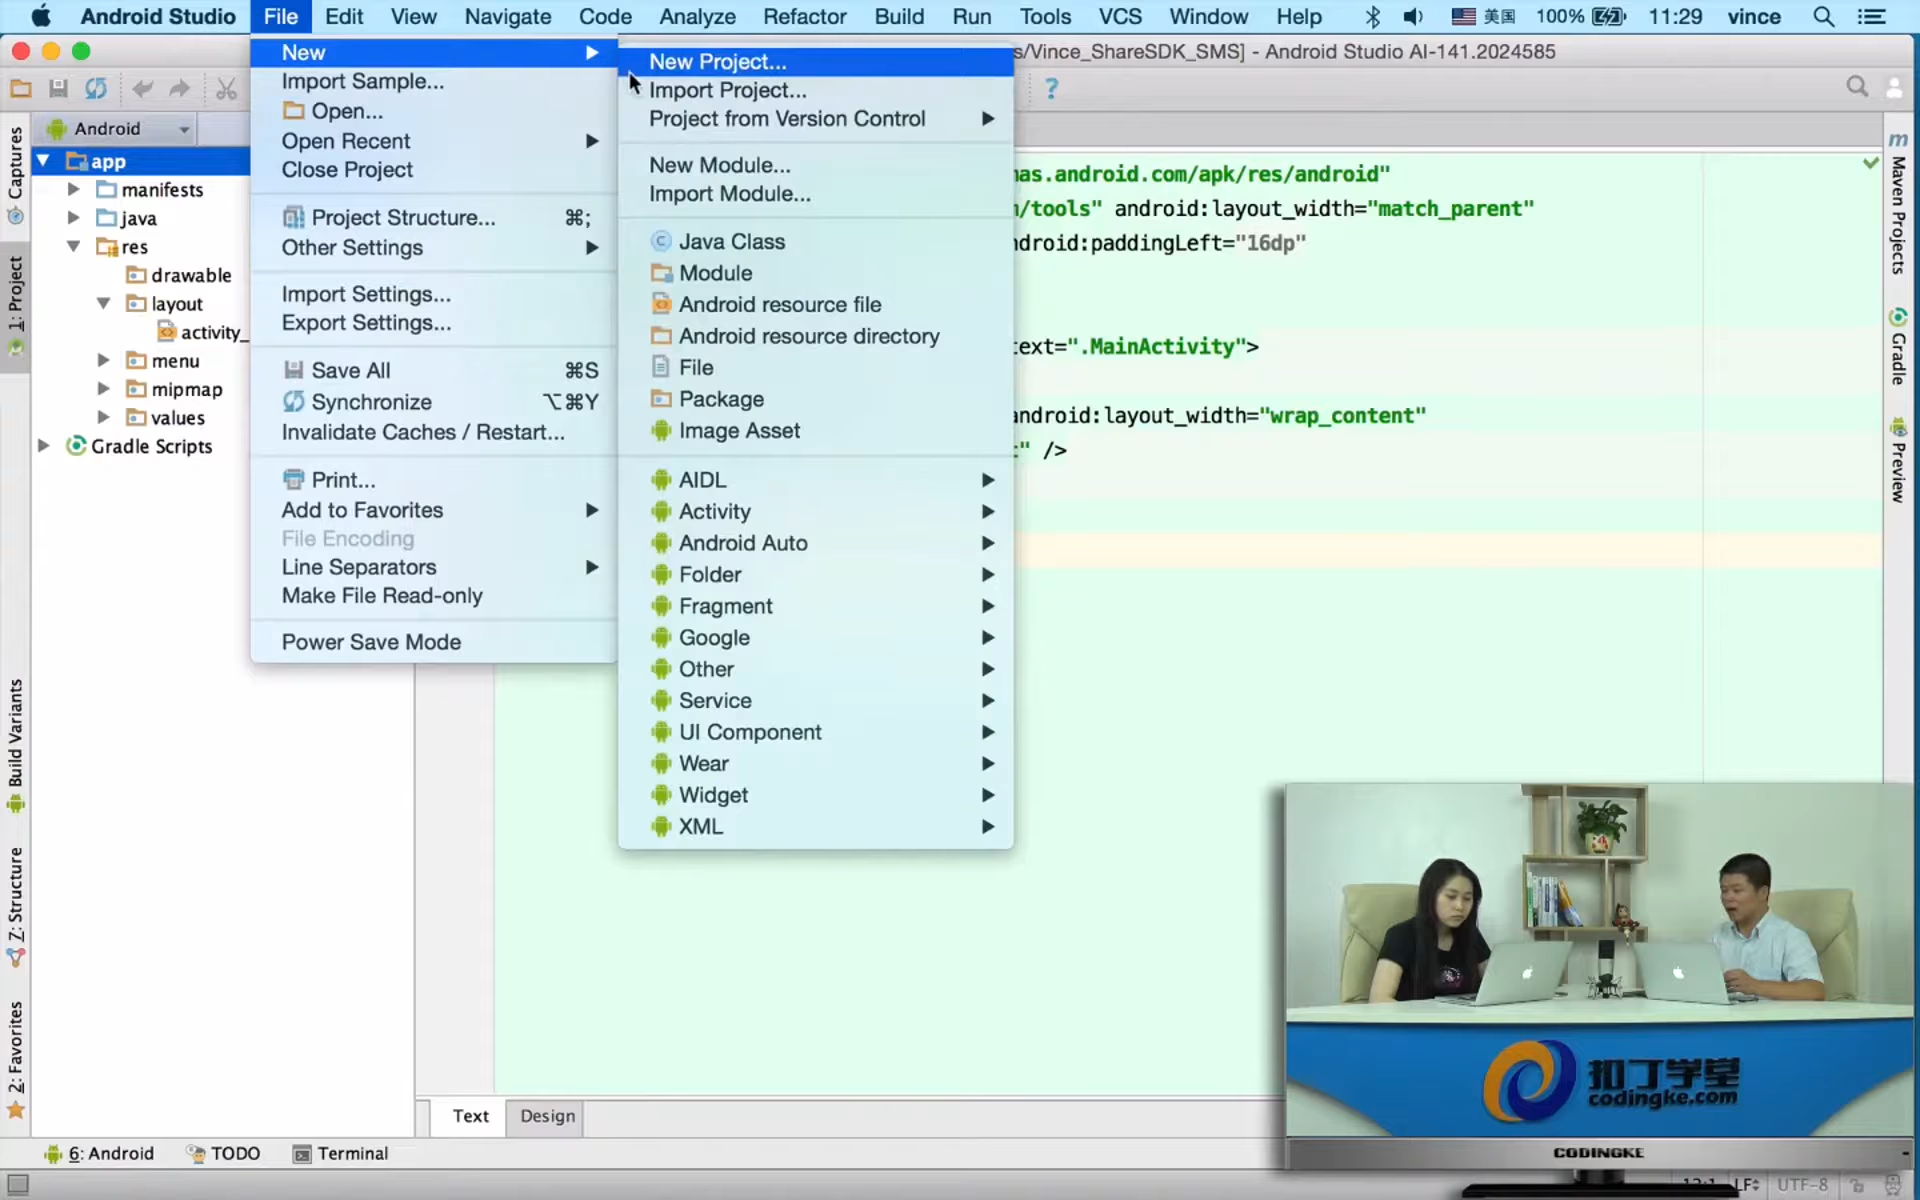 Android Studio File Edit View Navigate Code Analyze Refactor Build Run Tools VCS Window Help 美国 100% 11:29 vince
s/Vince_ShareSDK_SMS] - Android Studio AI-141.2024585
New
Import Sample...
Open...
Open Recent
Close Project
Project Structure... ⌘;
Other Settings
Import Settings...
Export Settings...
Save All ⌘S
Synchronize ⌥⌘Y
Invalidate Caches / Restart...
Print...
Add to Favorites
File Encoding
Line Separators
Make File Read-only
Power Save Mode
New Project...
Import Project...
Project from Version Control
New Module...
Import Module...
Java Class
Module
Android resource file
Android resource directory
File
Package
Image Asset
AIDL
Activity
Android Auto
Folder
Fragment
Google
Other
Service
UI Component
Wear
Widget
XML
Android
app
manifests
java
res
drawable
layout
activity_
menu
mipmap
values
Gradle Scripts
Captures
1: Project
Build Variants
Z: Structure
2: Favorites
mas.android.com/apk/res/android"
/tools" android:layout_width="match_parent"
ndroid:paddingLeft="16dp"
text=".MainActivity">
android:layout_width="wrap_content"
" />
Maven Projects
Gradle
Preview
Text Design
6: Android TODO Terminal
扣丁学堂
codingke.com
CODINGKE
LF UTF-8